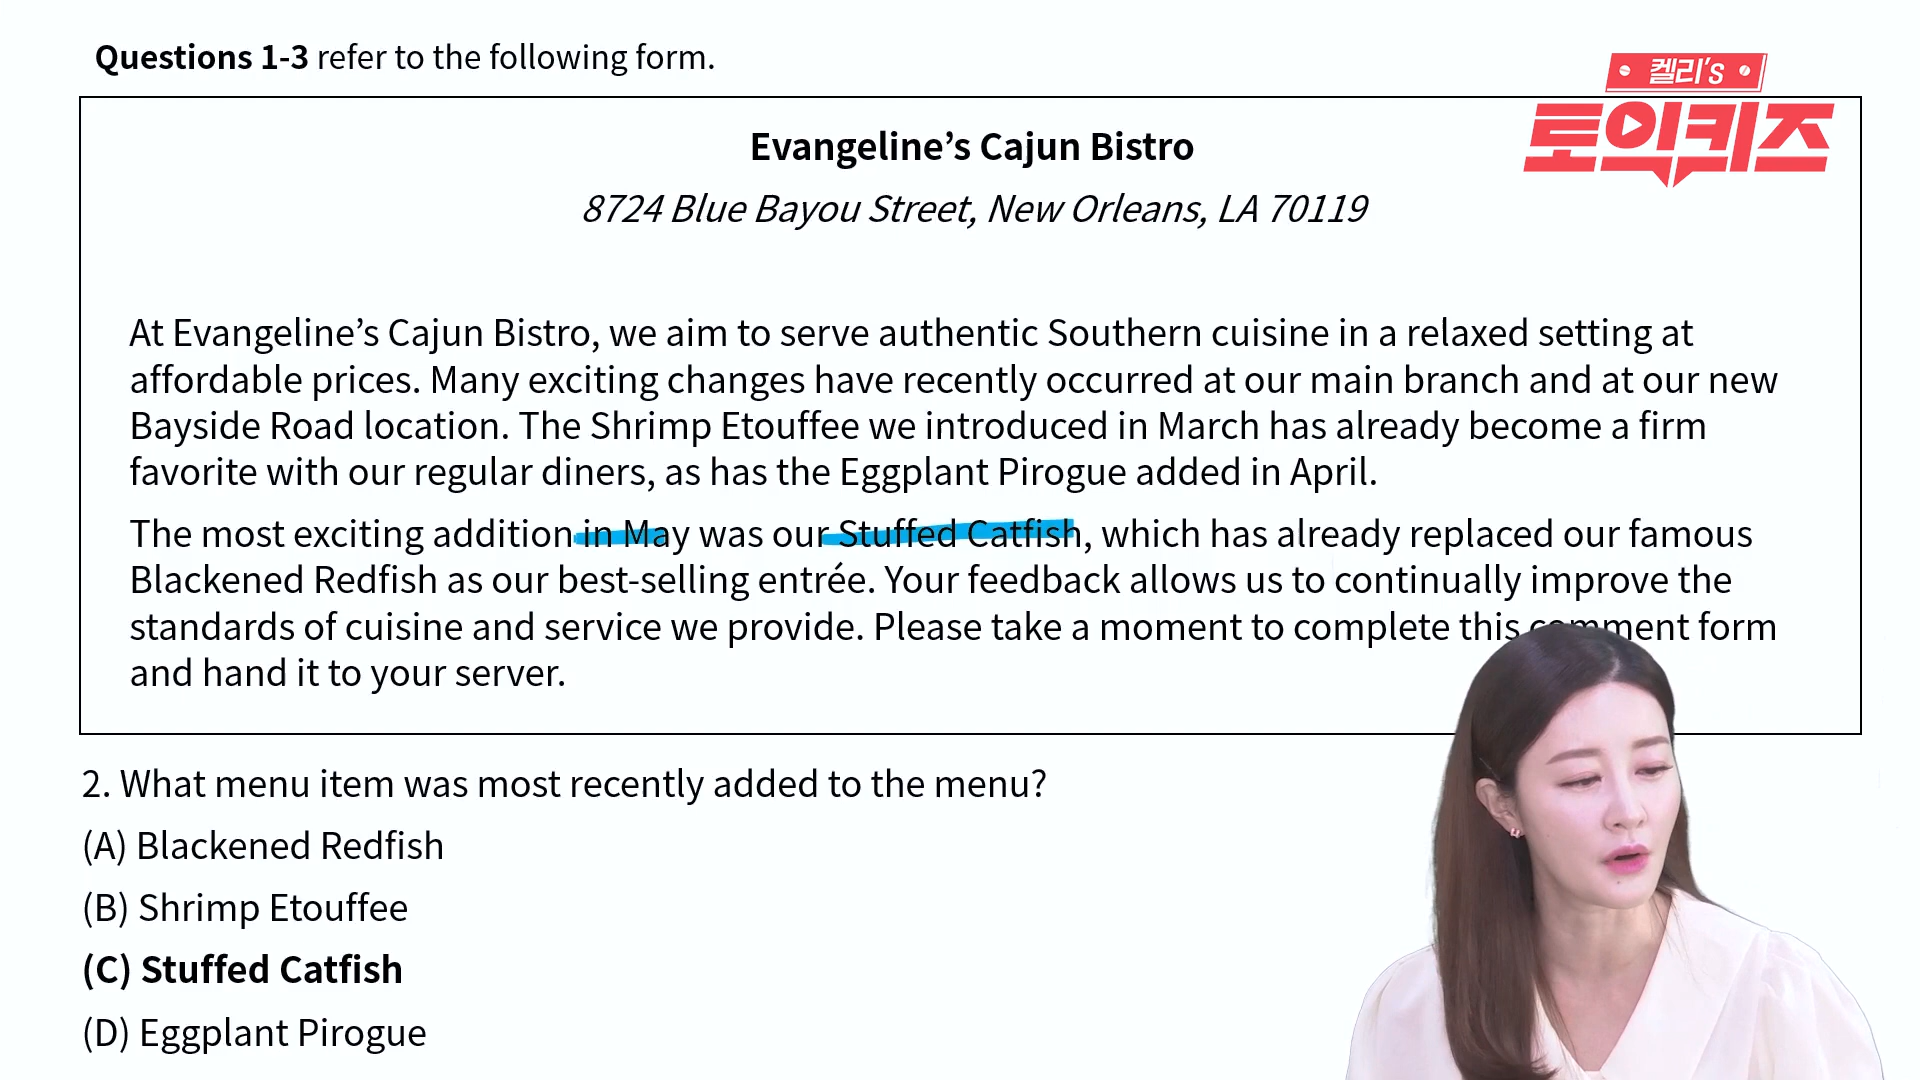 Questions 1-3 refer to the following form.
켈리's
토익키즈
Evangeline’s Cajun Bistro
8724 Blue Bayou Street, New Orleans, LA 70119
At Evangeline’s Cajun Bistro, we aim to serve authentic Southern cuisine in a relaxed setting at
affordable prices. Many exciting changes have recently occurred at our main branch and at our new
Bayside Road location. The Shrimp Etouffee we introduced in March has already become a firm
favorite with our regular diners, as has the Eggplant Pirogue added in April.
The most exciting addition in May was our Stuffed Catfish, which has already replaced our famous
Blackened Redfish as our best-selling entrée. Your feedback allows us to continually improve the
standards of cuisine and service we provide. Please take a moment to complete this comment form
and hand it to your server.
2. What menu item was most recently added to the menu?
(A) Blackened Redfish
(B) Shrimp Etouffee
(C) Stuffed Catfish
(D) Eggplant Pirogue